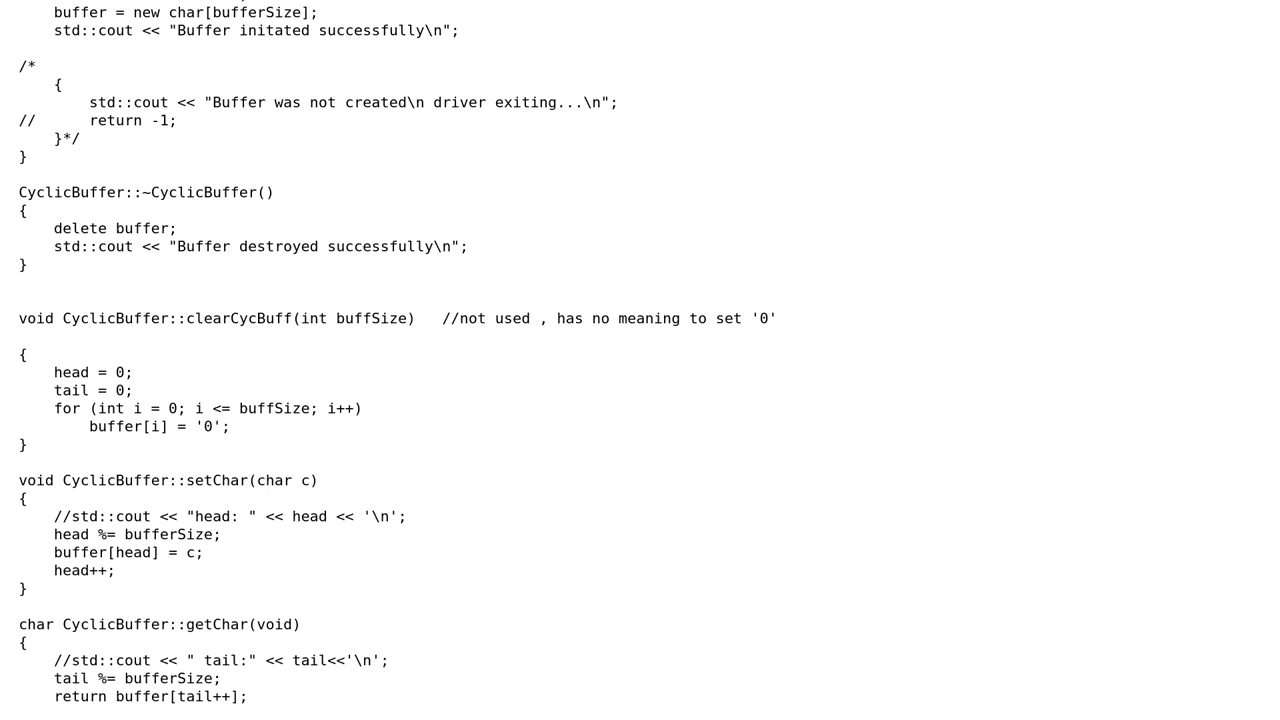 buffer = new char[bufferSize];
std::cout << "Buffer initated successfully\n";
/*
{
std::cout << "Buffer was not created\n driver exiting...\n";
// return -1;
}*/
}
CyclicBuffer::~CyclicBuffer()
{
delete buffer;
std::cout << "Buffer destroyed successfully\n";
}
void CyclicBuffer::clearCycBuff(int buffSize) //not used , has no meaning to set '0'
{
head = 0;
tail = 0;
for (int i = 0; i <= buffSize; i++)
buffer[i] = '0';
}
void CyclicBuffer::setChar(char c)
{
//std::cout << "head: " << head << '\n';
head %= bufferSize;
buffer[head] = c;
head++;
}
char CyclicBuffer::getChar(void)
{
//std::cout << " tail:" << tail<<'\n';
tail %= bufferSize;
return buffer[tail++];